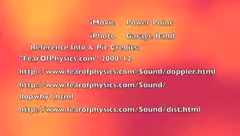 iMovie Power Point
iPhoto Garage Band
Reference Info & Pic Credits:
"FearOfPhysics.com" 2000-12
http://www.fearofphysics.com/Sound/doppler.html
http://www.fearofphysics.com/Sound/
dopwhy1.html
http://www.fearofphysics.com/Sound/dist.html